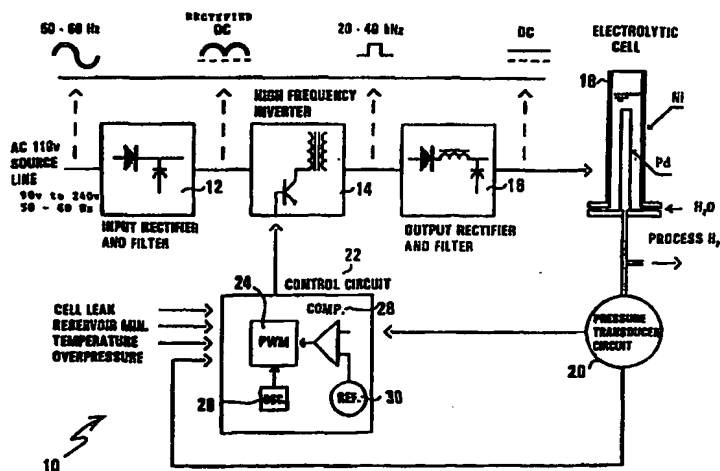 50 - 60 Hz
RECTIFIED
DC
20 - 40 kHz
DC
ELECTROLYTIC
CELL
HIGH FREQUENCY
INVERTER
18
Ni
AC 110v
SOURCE
LINE
90v to 240v
50 - 60 Hz
12
14
16
Pd
INPUT RECTIFIER
AND FILTER
OUTPUT RECTIFIER
AND FILTER
H₂O
PROCESS H₂
22
CONTROL CIRCUIT
24
COMP.
28
CELL LEAK
RESERVOIR MIN.
TEMPERATURE
OVERPRESSURE
PWM
PRESSURE
TRANSDUCER
CIRCUIT
20
26
OSC.
REF.
30
10